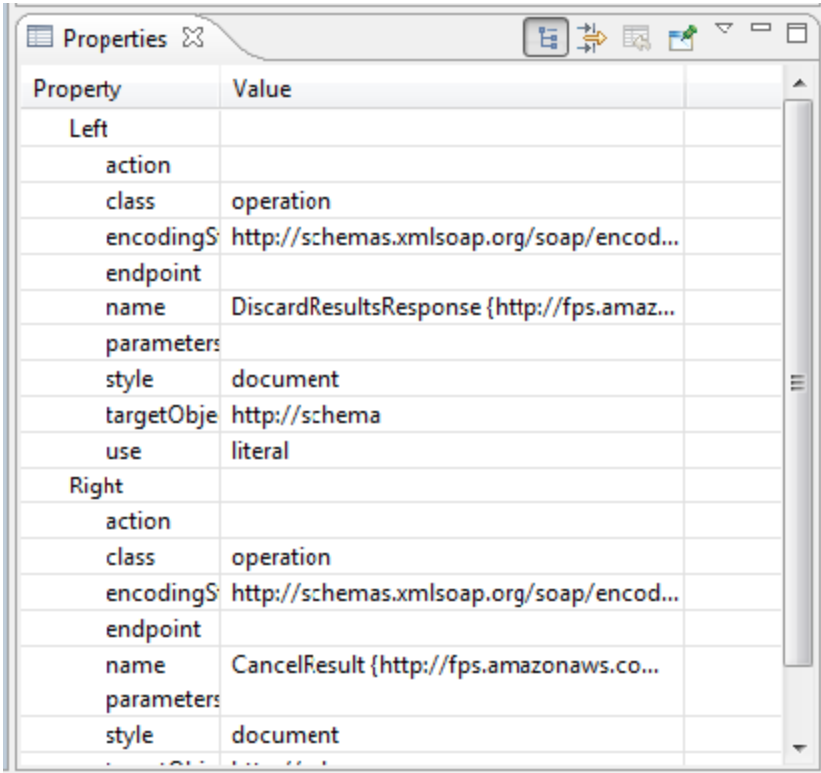 Properties
Property Value
Left
action
class operation
encodingS http://schemas.xmlsoap.org/soap/encod...
endpoint
name DiscardResultsResponse {http://fps.amaz...
parameters
style document
targetObje http://schema
use literal
Right
action
class operation
encodingS http://schemas.xmlsoap.org/soap/encod...
endpoint
name CancelResult {http://fps.amazonaws.co...
parameters
style document